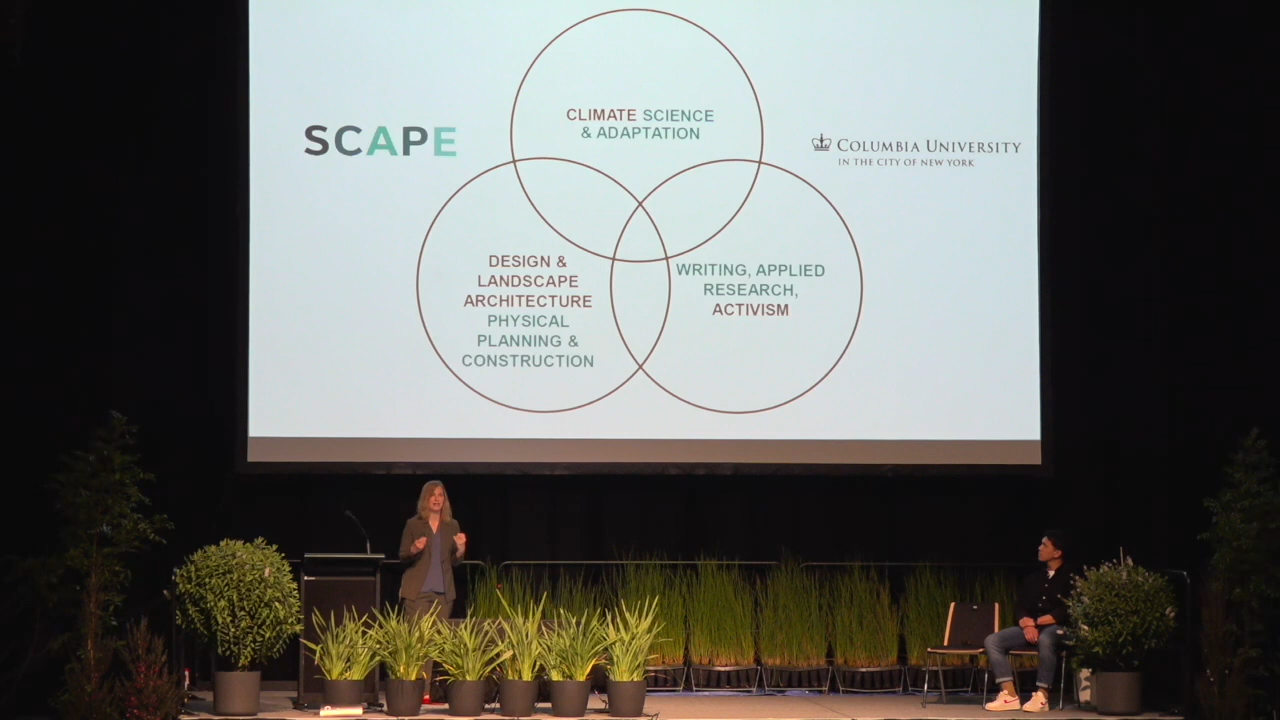 CLIMATE SCIENCE
& ADAPTATION
SCAPE
COLUMBIA UNIVERSITY
IN THE CITY OF NEW YORK
DESIGN &
LANDSCAPE
ARCHITECTURE
PHYSICAL
PLANNING &
CONSTRUCTION
WRITING, APPLIED
RESEARCH,
ACTIVISM